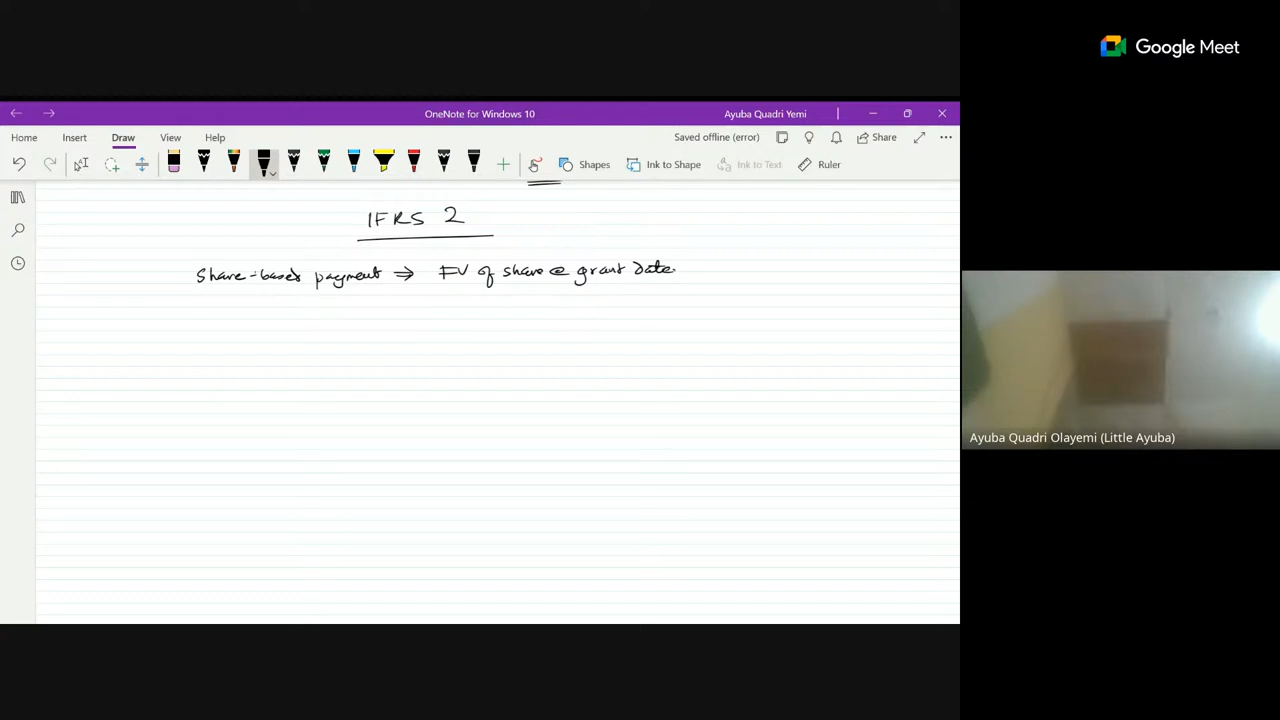 Google Meet
OneNote for Windows 10
Ayuba Quadri Yemi
Home Insert Draw View Help
Saved offline (error)
Share
Shapes
Ink to Shape
Ink to Text
Ruler
IFRS 2
Share-based payment ⇒ FV of share @ grant Date
Ayuba Quadri Olayemi (Little Ayuba)